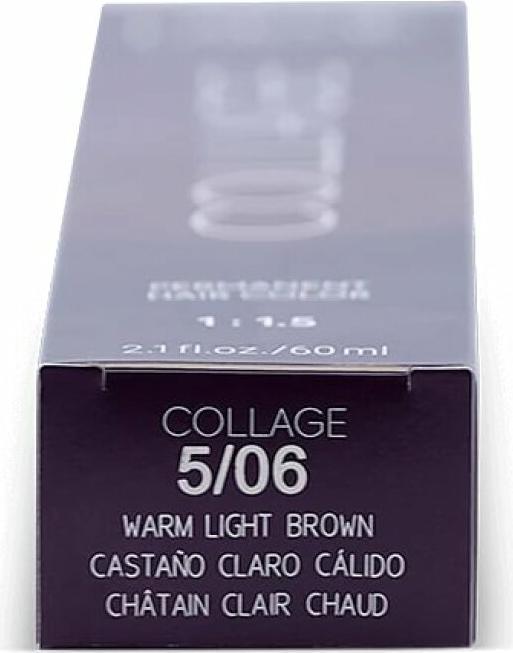 PERMANENT
HAIR COLOR
1 : 1.5
2.1 fl.oz./60 ml
COLLAGE
5/06
WARM LIGHT BROWN
CASTAÑO CLARO CÁLIDO
CHÂTAIN CLAIR CHAUD